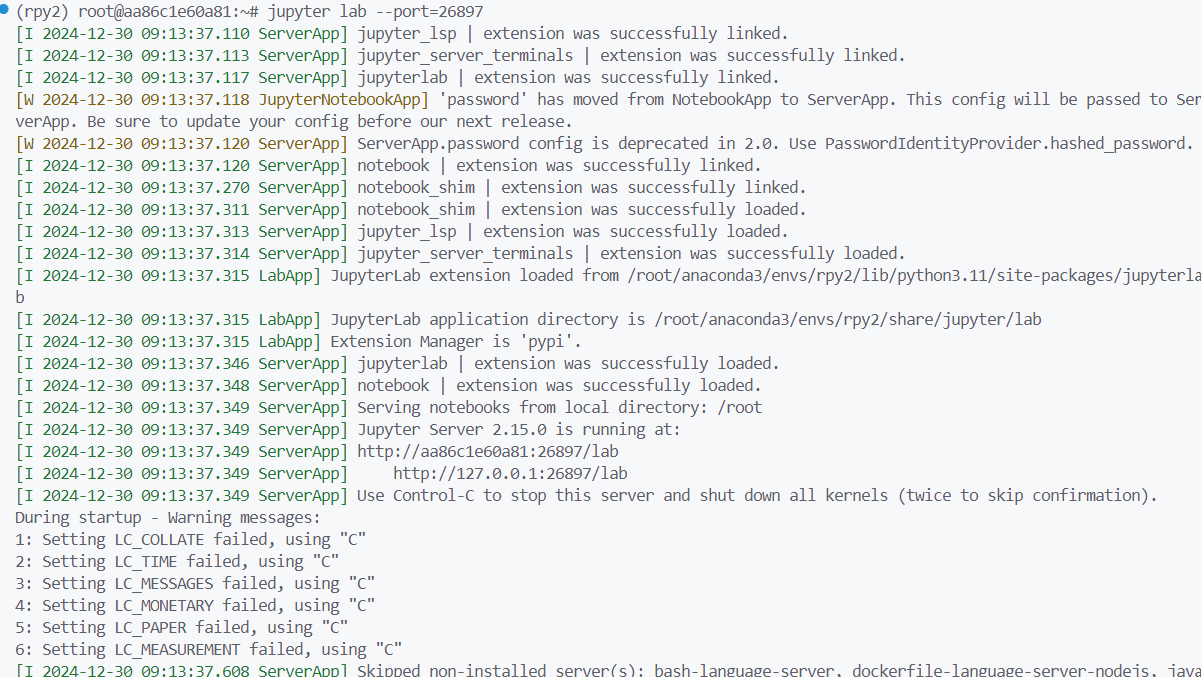 (rpy2) root@aa86c1e60a81:~# jupyter lab --port=26897
[I 2024-12-30 09:13:37.110 ServerApp] jupyter_lsp | extension was successfully linked.
[I 2024-12-30 09:13:37.113 ServerApp] jupyter_server_terminals | extension was successfully linked.
[I 2024-12-30 09:13:37.117 ServerApp] jupyterlab | extension was successfully linked.
[W 2024-12-30 09:13:37.118 JupyterNotebookApp] 'password' has moved from NotebookApp to ServerApp. This config will be passed to Ser
verApp. Be sure to update your config before our next release.
[W 2024-12-30 09:13:37.120 ServerApp] ServerApp.password config is deprecated in 2.0. Use PasswordIdentityProvider.hashed_password.
[I 2024-12-30 09:13:37.120 ServerApp] notebook | extension was successfully linked.
[I 2024-12-30 09:13:37.270 ServerApp] notebook_shim | extension was successfully linked.
[I 2024-12-30 09:13:37.311 ServerApp] notebook_shim | extension was successfully loaded.
[I 2024-12-30 09:13:37.313 ServerApp] jupyter_lsp | extension was successfully loaded.
[I 2024-12-30 09:13:37.314 ServerApp] jupyter_server_terminals | extension was successfully loaded.
[I 2024-12-30 09:13:37.315 LabApp] JupyterLab extension loaded from /root/anaconda3/envs/rpy2/lib/python3.11/site-packages/jupyterla
b
[I 2024-12-30 09:13:37.315 LabApp] JupyterLab application directory is /root/anaconda3/envs/rpy2/share/jupyter/lab
[I 2024-12-30 09:13:37.315 LabApp] Extension Manager is 'pypi'.
[I 2024-12-30 09:13:37.346 ServerApp] jupyterlab | extension was successfully loaded.
[I 2024-12-30 09:13:37.348 ServerApp] notebook | extension was successfully loaded.
[I 2024-12-30 09:13:37.349 ServerApp] Serving notebooks from local directory: /root
[I 2024-12-30 09:13:37.349 ServerApp] Jupyter Server 2.15.0 is running at:
[I 2024-12-30 09:13:37.349 ServerApp] http://aa86c1e60a81:26897/lab
[I 2024-12-30 09:13:37.349 ServerApp]     http://127.0.0.1:26897/lab
[I 2024-12-30 09:13:37.349 ServerApp] Use Control-C to stop this server and shut down all kernels (twice to skip confirmation).
During startup - Warning messages:
1: Setting LC_COLLATE failed, using "C"
2: Setting LC_TIME failed, using "C"
3: Setting LC_MESSAGES failed, using "C"
4: Setting LC_MONETARY failed, using "C"
5: Setting LC_PAPER failed, using "C"
6: Setting LC_MEASUREMENT failed, using "C"
[I 2024-12-30 09:13:37.608 ServerApp] Skipped non-installed server(s): bash-language-server, dockerfile-language-server-nodejs, java